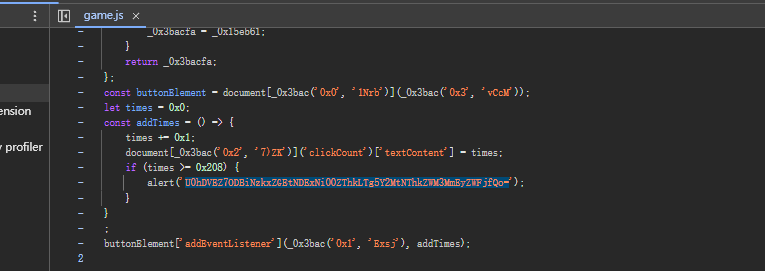 game.js ×
_0x3bacfa = _0x15eb61;
- }
- return _0x3bacfa;
- };
- const buttonElement = document[_0x3bac('0x0', '1Nrb')](_0x3bac('0x3', 'vCcM'));
- let times = 0x0;
- const addTimes = () => {
ension
- times += 0x1;
- document[_0x3bac('0x2', '7)ZK')]('clickCount')['textContent'] = times;
y profiler
- if (times >= 0x208) {
- alert('U0hDVEZ7ODBiNzkxZGEtNDExNi00ZThkLTg5Y2MtNThkZWM3MmEyZWFjfQo=');
- }
- }
- ;
- buttonElement['addEventListener'](_0x3bac('0x1', 'Exsj'), addTimes);
2